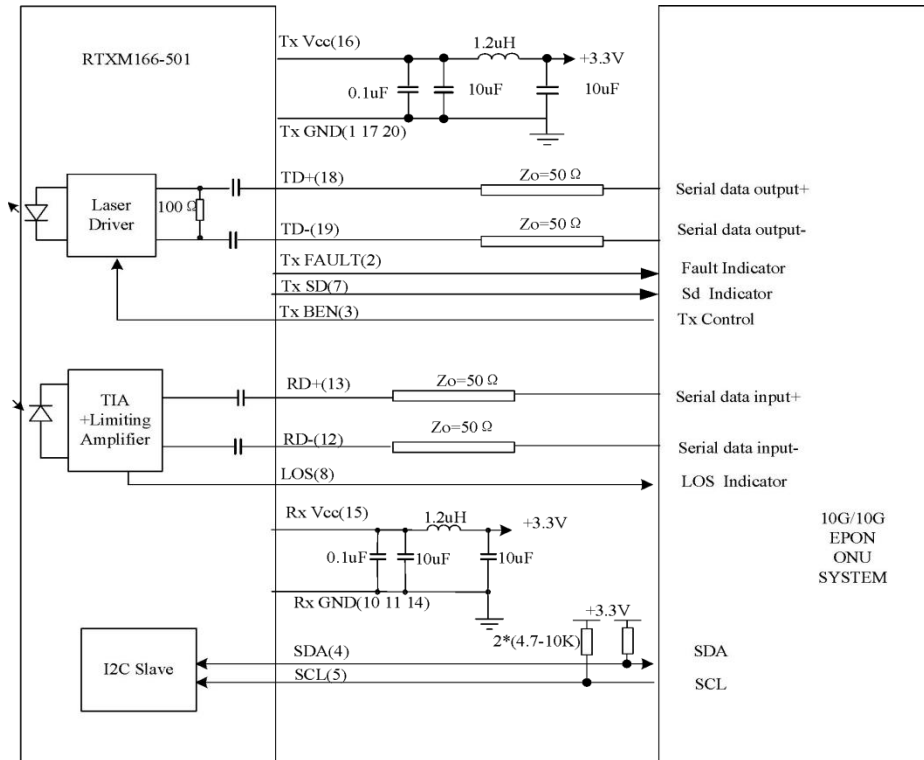 RTXM166-501
Tx Vcc(16)
1.2uH
+3.3V
0.1uF
10uF
10uF
Tx GND(1 17 20)
Laser
Driver
100 Ω
TD+(18)
Zo=50 Ω
Serial data output+
TD-(19)
Zo=50 Ω
Serial data output-
Tx FAULT(2)
Fault Indicator
Tx SD(7)
Sd Indicator
Tx BEN(3)
Tx Control
TIA
+Limiting
Amplifier
RD+(13)
Zo=50 Ω
Serial data input+
RD-(12)
Zo=50 Ω
Serial data input-
LOS(8)
LOS Indicator
Rx Vcc(15)
1.2uH
+3.3V
0.1uF
10uF
10uF
Rx GND(10 11 14)
10G/10G
EPON
ONU
SYSTEM
+3.3V
2*(4.7-10K)
I2C Slave
SDA(4)
SDA
SCL(5)
SCL